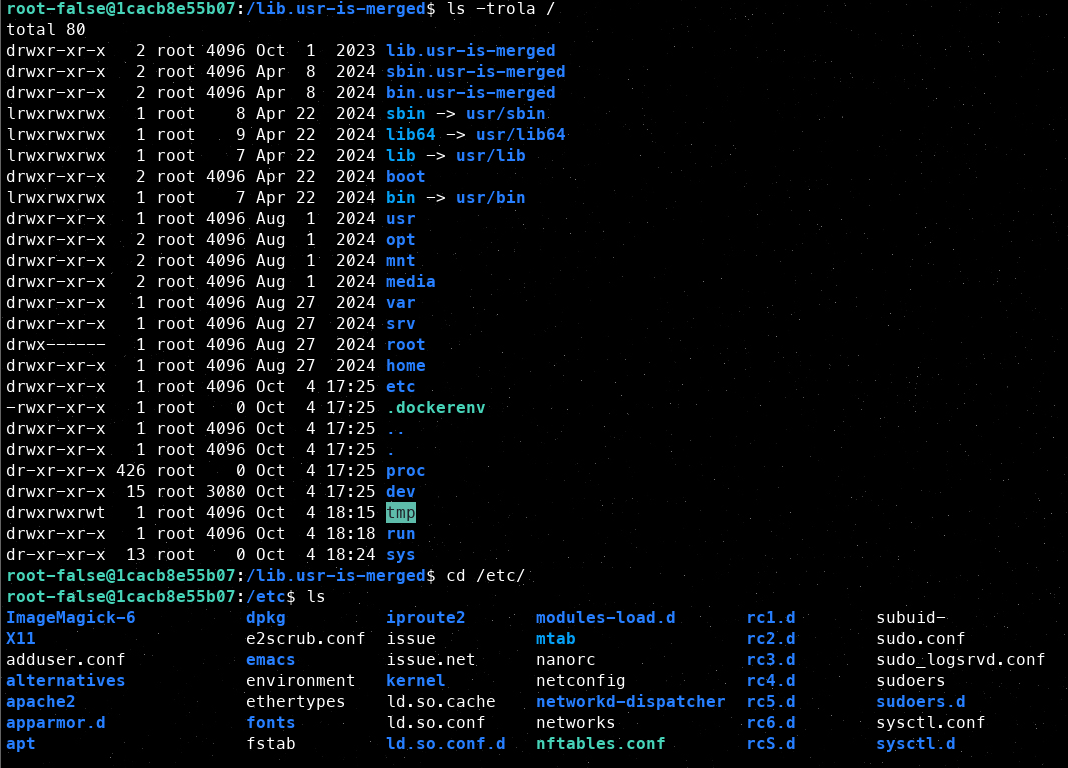 root-false@1cacb8e55b07:/lib.usr-is-merged$ ls -trola /
total 80
drwxr-xr-x   2 root 4096 Oct  1  2023 lib.usr-is-merged
drwxr-xr-x   2 root 4096 Apr  8  2024 sbin.usr-is-merged
drwxr-xr-x   2 root 4096 Apr  8  2024 bin.usr-is-merged
lrwxrwxrwx   1 root    8 Apr 22  2024 sbin -> usr/sbin
lrwxrwxrwx   1 root    9 Apr 22  2024 lib64 -> usr/lib64
lrwxrwxrwx   1 root    7 Apr 22  2024 lib -> usr/lib
drwxr-xr-x   2 root 4096 Apr 22  2024 boot
lrwxrwxrwx   1 root    7 Apr 22  2024 bin -> usr/bin
drwxr-xr-x   1 root 4096 Aug  1  2024 usr
drwxr-xr-x   2 root 4096 Aug  1  2024 opt
drwxr-xr-x   2 root 4096 Aug  1  2024 mnt
drwxr-xr-x   2 root 4096 Aug  1  2024 media
drwxr-xr-x   1 root 4096 Aug 27  2024 var
drwxr-xr-x   1 root 4096 Aug 27  2024 srv
drwx------   1 root 4096 Aug 27  2024 root
drwxr-xr-x   1 root 4096 Aug 27  2024 home
drwxr-xr-x   1 root 4096 Oct  4 17:25 etc
-rwxr-xr-x   1 root    0 Oct  4 17:25 .dockerenv
drwxr-xr-x   1 root 4096 Oct  4 17:25 ..
drwxr-xr-x   1 root 4096 Oct  4 17:25 .
dr-xr-xr-x 426 root    0 Oct  4 17:25 proc
drwxr-xr-x  15 root 3080 Oct  4 17:25 dev
drwxrwxrwt   1 root 4096 Oct  4 18:15 tmp
drwxr-xr-x   1 root 4096 Oct  4 18:18 run
dr-xr-xr-x  13 root    0 Oct  4 18:24 sys
root-false@1cacb8e55b07:/lib.usr-is-merged$ cd /etc/
root-false@1cacb8e55b07:/etc$ ls
ImageMagick-6           dpkg          iproute2       modules-load.d       rc1.d        subuid-
X11                     e2scrub.conf  issue          mtab                 rc2.d        sudo.conf
adduser.conf            emacs         issue.net      nanorc               rc3.d        sudo_logsrvd.conf
alternatives            environment   kernel         netconfig            rc4.d        sudoers
apache2                 ethertypes    ld.so.cache    networkd-dispatcher  rc5.d        sudoers.d
apparmor.d              fonts         ld.so.conf     networks             rc6.d        sysctl.conf
apt                     fstab         ld.so.conf.d   nftables.conf        rcS.d        sysctl.d